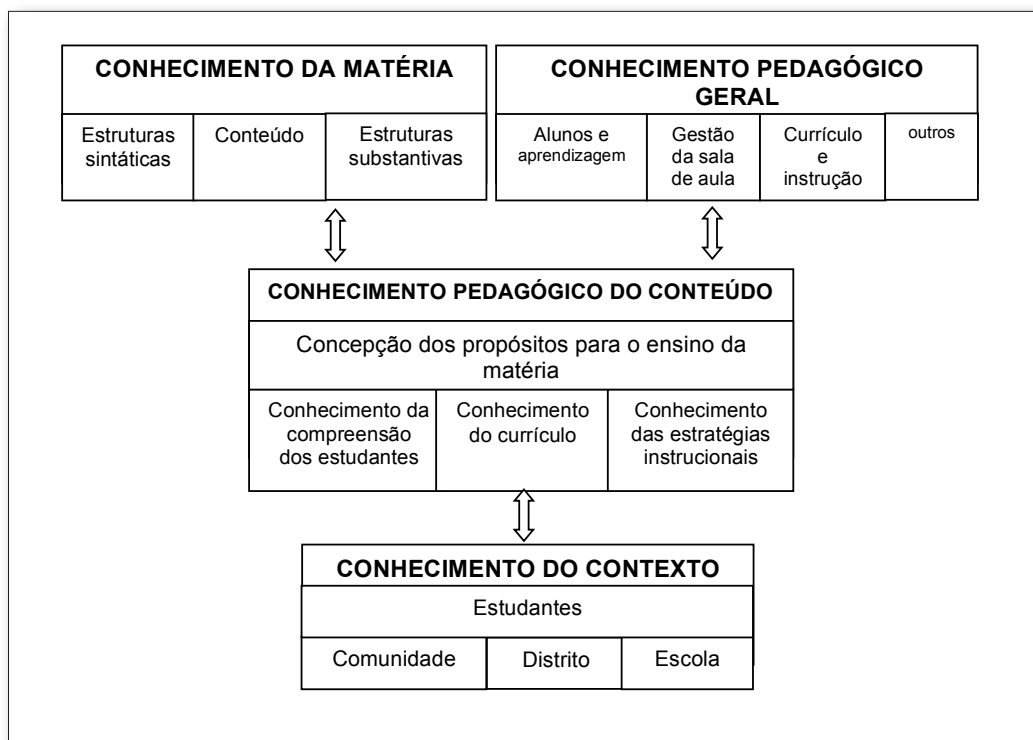 CONHECIMENTO DA MATÉRIA
Estruturas
sintáticas
Conteúdo
Estruturas
substantivas
CONHECIMENTO PEDAGÓGICO
GERAL
Alunos e
aprendizagem
Gestão
da sala
de aula
Currículo
e
instrução
outros
CONHECIMENTO PEDAGÓGICO DO CONTEÚDO
Concepção dos propósitos para o ensino da
matéria
Conhecimento da
compreensão
dos estudantes
Conhecimento
do currículo
Conhecimento
das estratégias
instrucionais
CONHECIMENTO DO CONTEXTO
Estudantes
Comunidade
Distrito
Escola